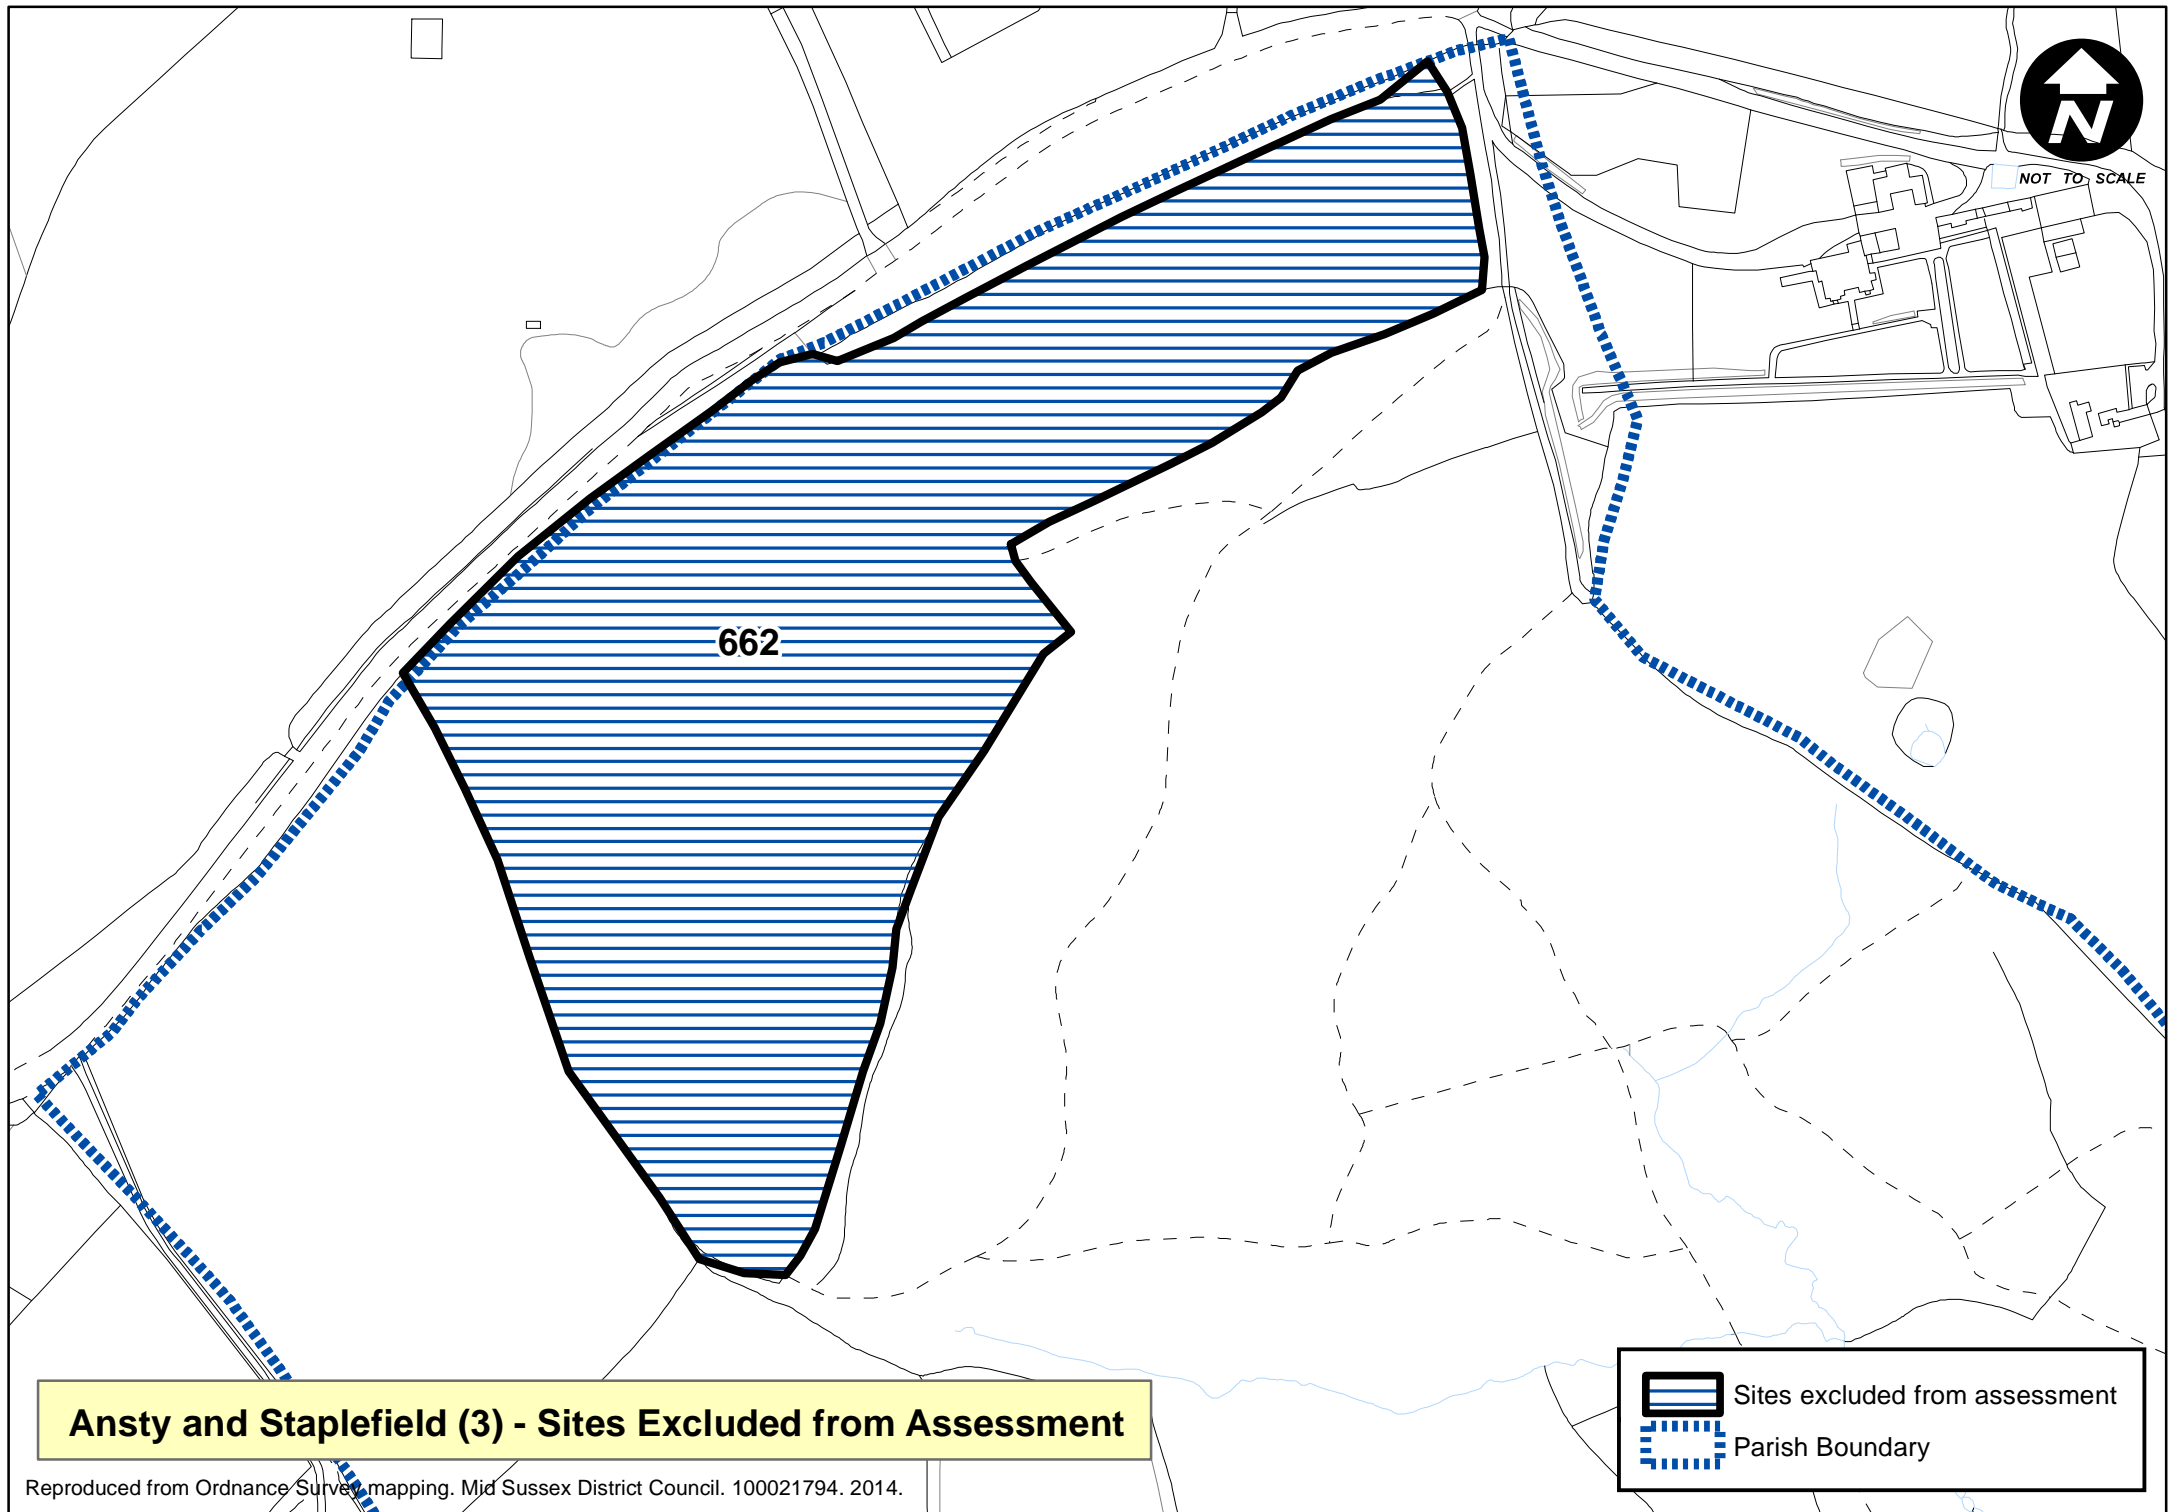 N
NOT TO SCALE
662
Sites excluded from assessment
Parish Boundary
Ansty and Staplefield (3) - Sites Excluded from Assessment
Reproduced from Ordnance Survey mapping. Mid Sussex District Council. 100021794. 2014.